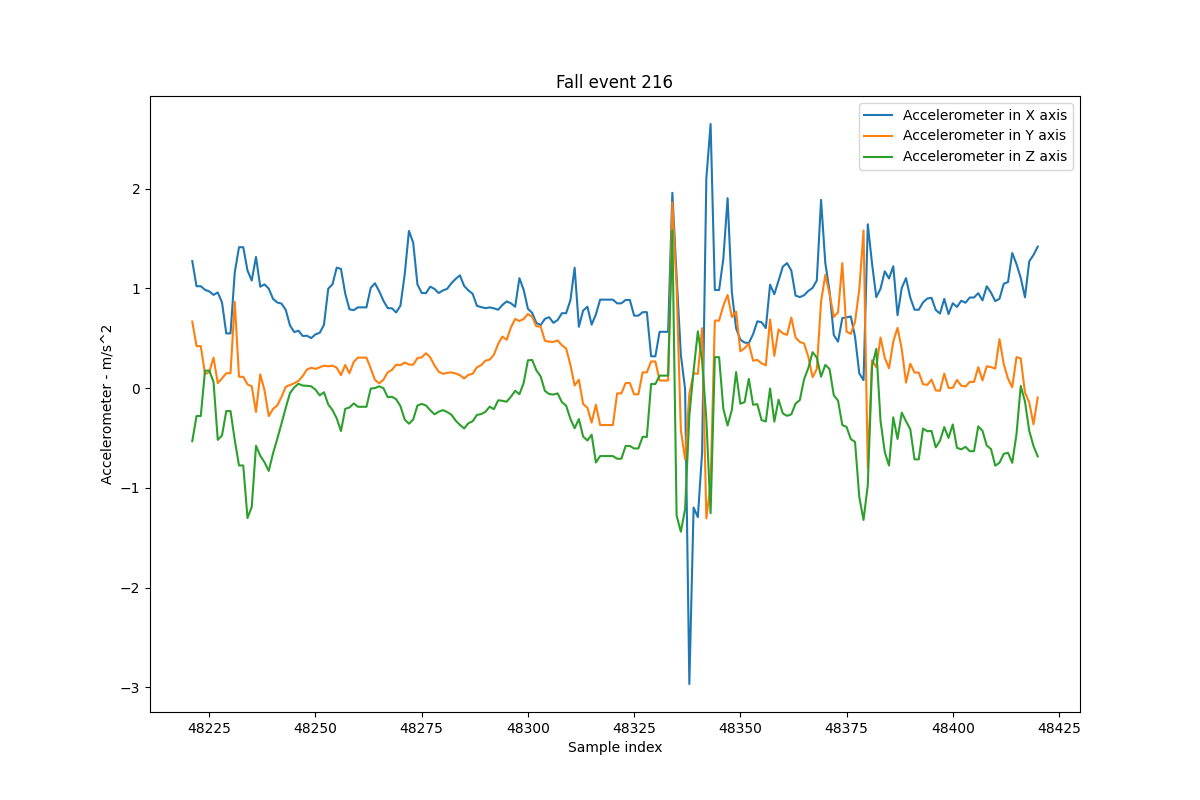 Fall event 216
Accelerometer in X axis
Accelerometer in Y axis
Accelerometer in Z axis
Accelerometer - m/s^2
2
1
0
−1
−2
−3
48225 48250 48275 48300 48325 48350 48375 48400 48425
Sample index